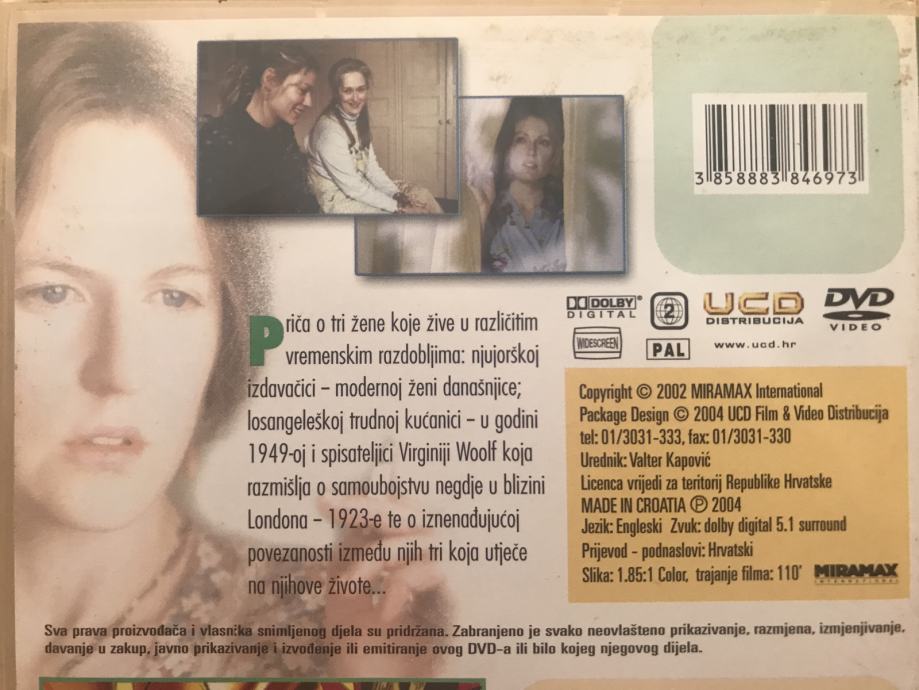 3 858883 846973
DOLBY
DIGITAL
2
UCD
DISTRIBUCIJA
DVD
VIDEO
WIDESCREEN
PAL
www.ucd.hr
Priča o tri žene koje žive u različitim
vremenskim razdobljima: njujorškoj
izdavačici – modernoj ženi današnjice;
losangeleškoj trudnoj kućanici – u godini
1949-oj i spisateljici Virginiji Woolf koja
razmišlja o samoubojstvu negdje u blizini
Londona – 1923-e te o iznenađujućoj
povezanosti između njih tri koja utječe
na njihove živote...
Copyright © 2002 MIRAMAX International
Package Design © 2004 UCD Film & Video Distribucija
tel: 01/3031-333, fax: 01/3031-330
Urednik: Valter Kapović
Licenca vrijedi za teritorij Republike Hrvatske
MADE IN CROATIA ℗ 2004
Jezik: Engleski Zvuk: dolby digital 5.1 surround
Prijevod - podnaslovi: Hrvatski
Slika: 1.85:1 Color, trajanje filma: 110'
MIRAMAX
INTERNATIONAL
Sva prava proizvođača i vlasnika snimljenog djela su pridržana. Zabranjeno je svako neovlašteno prikazivanje, razmjena, izmjenjivanje,
davanje u zakup, javno prikazivanje i izvođenje ili emitiranje ovog DVD-a ili bilo kojeg njegovog dijela.